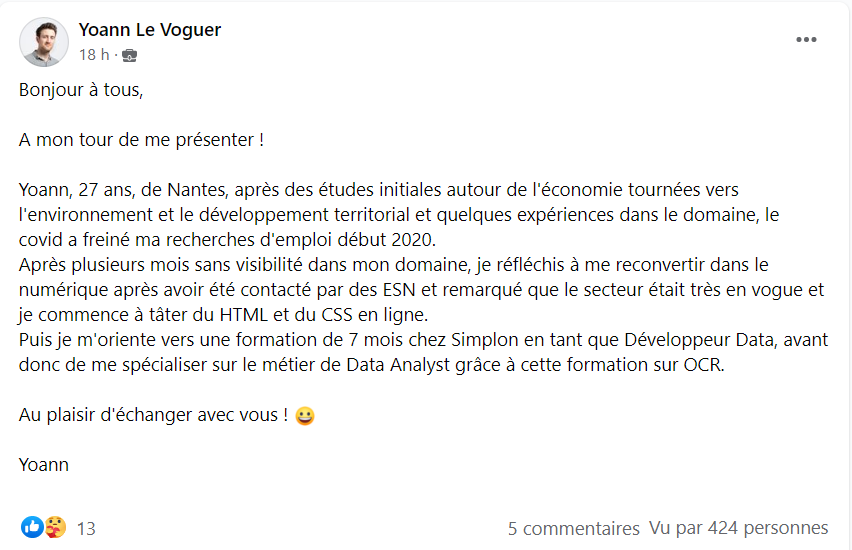 Yoann Le Voguer
18 h ·
Bonjour à tous,
A mon tour de me présenter !
Yoann, 27 ans, de Nantes, après des études initiales autour de l'économie tournées vers
l'environnement et le développement territorial et quelques expériences dans le domaine, le
covid a freiné ma recherches d'emploi début 2020.
Après plusieurs mois sans visibilité dans mon domaine, je réfléchis à me reconvertir dans le
numérique après avoir été contacté par des ESN et remarqué que le secteur était très en vogue et
je commence à tâter du HTML et du CSS en ligne.
Puis je m'oriente vers une formation de 7 mois chez Simplon en tant que Développeur Data, avant
donc de me spécialiser sur le métier de Data Analyst grâce à cette formation sur OCR.
Au plaisir d'échanger avec vous ! 😀
Yoann
13 5 commentaires Vu par 424 personnes